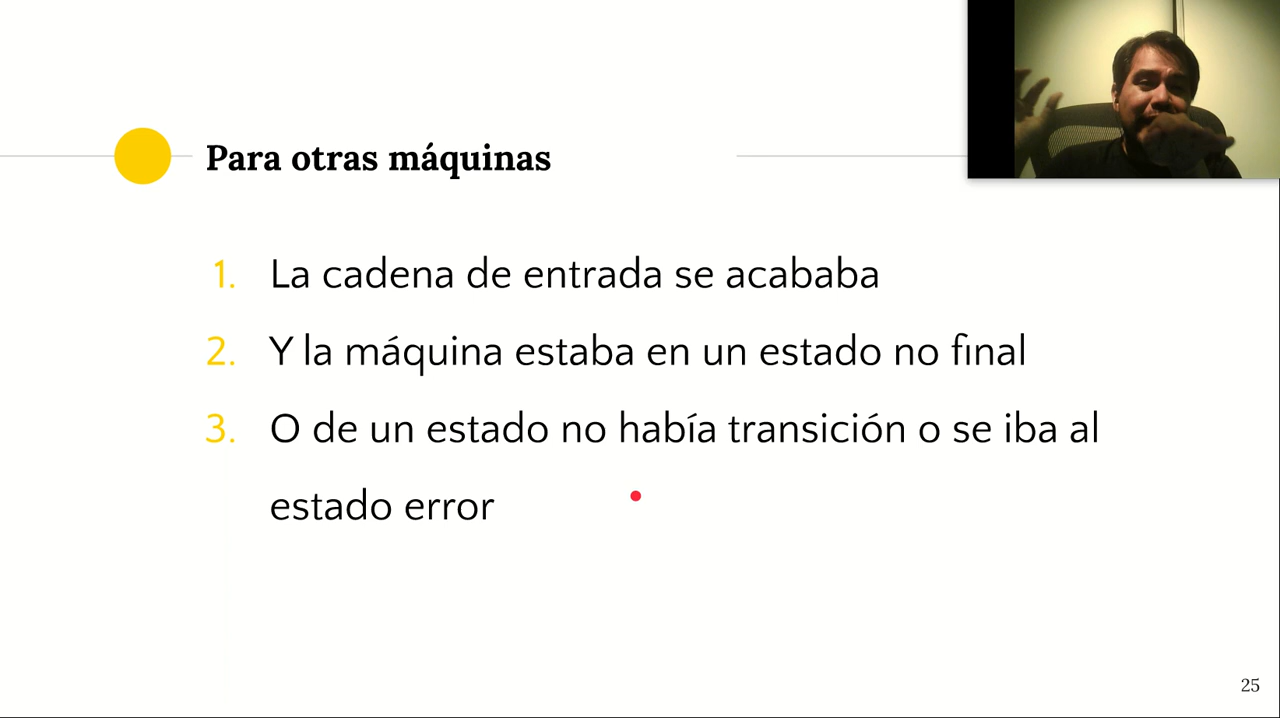 Para otras máquinas
1. La cadena de entrada se acababa
2. Y la máquina estaba en un estado no final
3. O de un estado no había transición o se iba al
estado error
25